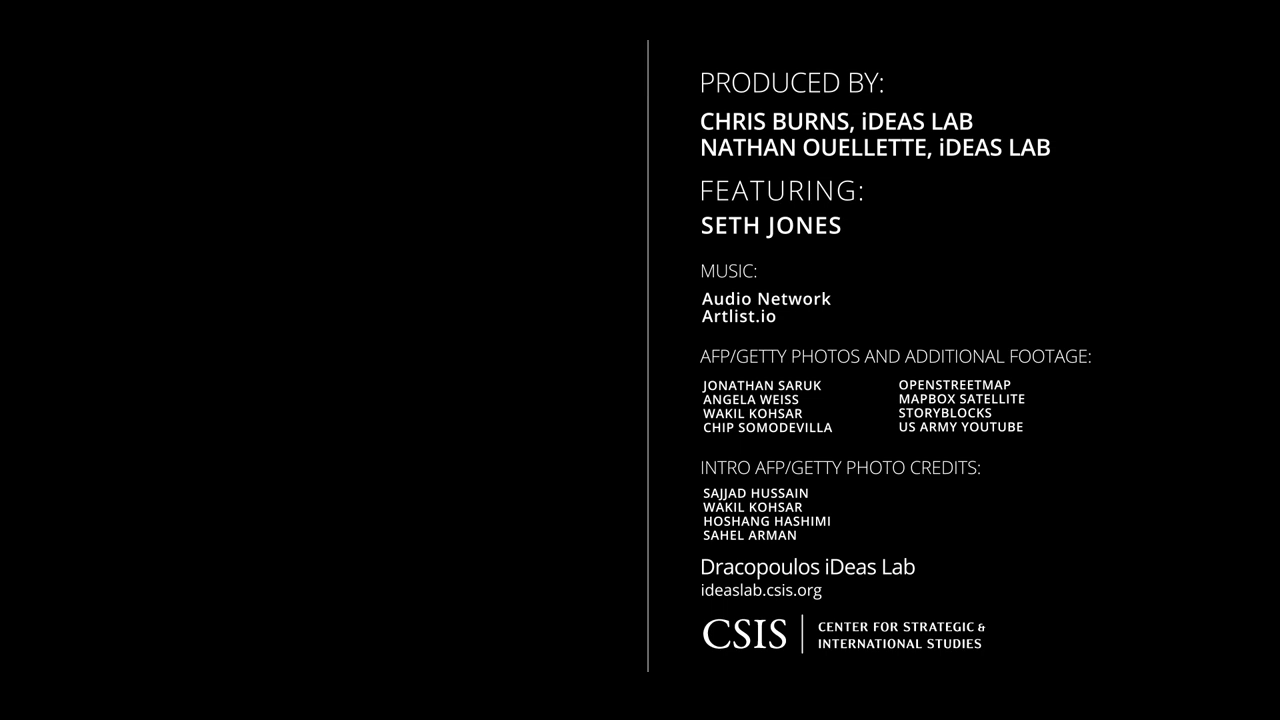 PRODUCED BY:
CHRIS BURNS, iDEAS LAB
NATHAN OUELLETTE, iDEAS LAB
FEATURING:
SETH JONES
MUSIC:
Audio Network
Artlist.io
AFP/GETTY PHOTOS AND ADDITIONAL FOOTAGE:
JONATHAN SARUK
ANGELA WEISS
WAKIL KOHSAR
CHIP SOMODEVILLA
OPENSTREETMAP
MAPBOX SATELLITE
STORYBLOCKS
US ARMY YOUTUBE
INTRO AFP/GETTY PHOTO CREDITS:
SAJJAD HUSSAIN
WAKIL KOHSAR
HOSHANG HASHIMI
SAHEL ARMAN
Dracopoulos iDeas Lab
ideaslab.csis.org
CSIS
CENTER FOR STRATEGIC &
INTERNATIONAL STUDIES